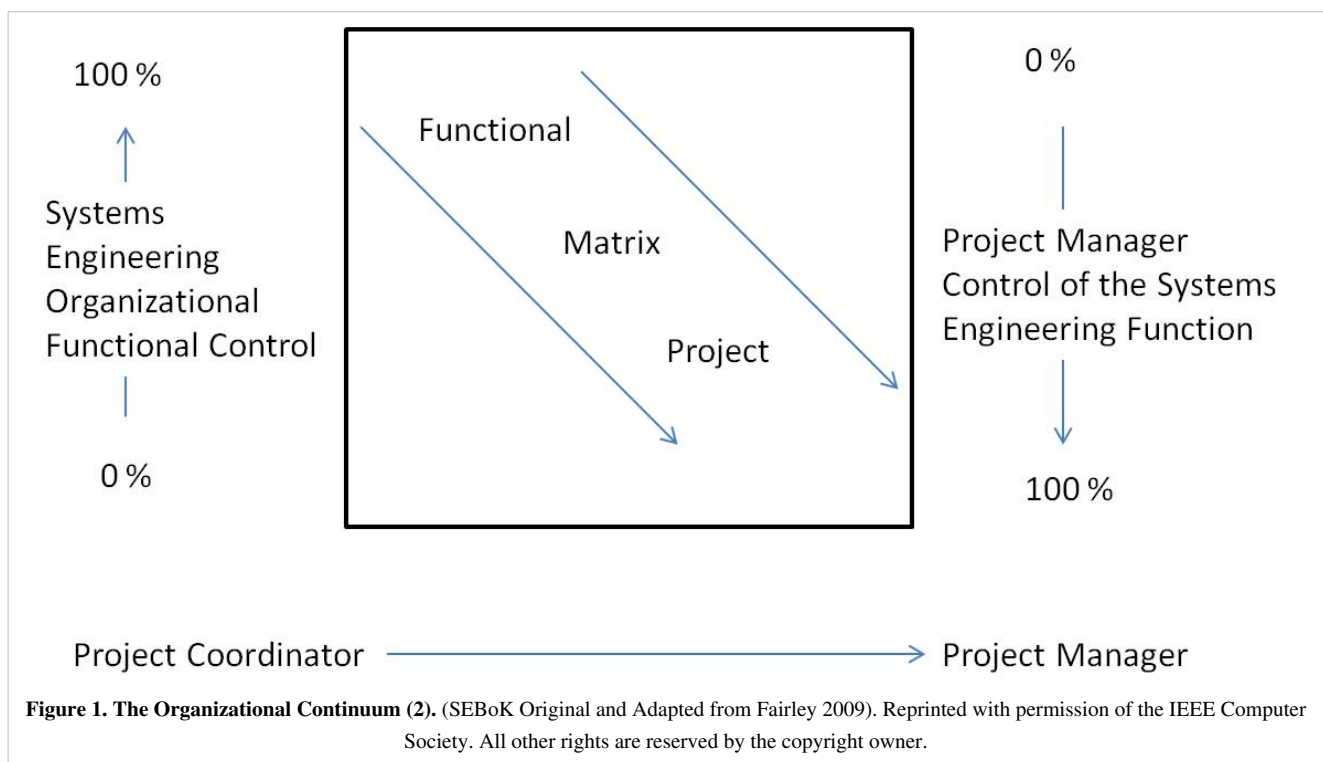 100 %
Systems
Engineering
Organizational
Functional Control
0 %
Functional
Matrix
Project
0 %
Project Manager
Control of the Systems
Engineering Function
100 %
Project Coordinator
Project Manager
Figure 1. The Organizational Continuum (2). (SEBoK Original and Adapted from Fairley 2009). Reprinted with permission of the IEEE Computer
Society. All other rights are reserved by the copyright owner.